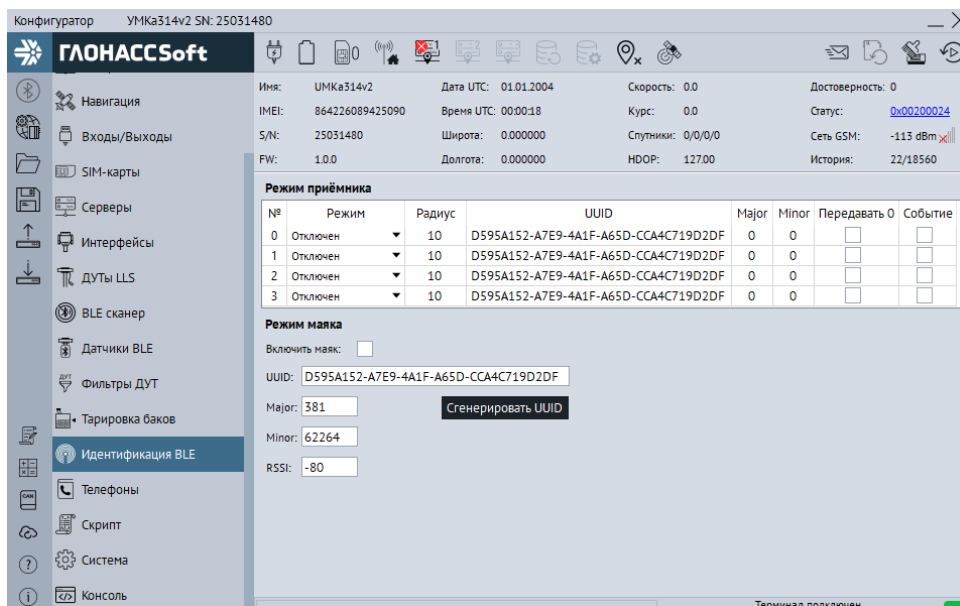 Конфигуратор УМКа314v2 SN: 25031480
ГЛОНАССSoft
0
Навигация
Входы/Выходы
SIM-карты
Серверы
Интерфейсы
ДУТы LLS
BLE сканер
Датчики BLE
Фильтры ДУТ
Тарировка баков
Идентификация BLE
Телефоны
Скрипт
Система
Консоль
Имя: UMKa314v2 Дата UTC: 01.01.2004 Скорость: 0.0 Достоверность: 0
IMEI: 864226089425090 Время UTC: 00:00:18 Курс: 0.0 Статус: 0x00200024
S/N: 25031480 Широта: 0.000000 Спутники: 0/0/0/0 Сеть GSM: -113 dBm
FW: 1.0.0 Долгота: 0.000000 HDOP: 127.00 История: 22/18560
Режим приёмника
№ Режим Радиус UUID Major Minor Передавать 0 Событие
0 Отключен 10 D595A152-A7E9-4A1F-A65D-CCA4C719D2DF 0 0
1 Отключен 10 D595A152-A7E9-4A1F-A65D-CCA4C719D2DF 0 0
2 Отключен 10 D595A152-A7E9-4A1F-A65D-CCA4C719D2DF 0 0
3 Отключен 10 D595A152-A7E9-4A1F-A65D-CCA4C719D2DF 0 0
Режим маяка
Включить маяк:
UUID: D595A152-A7E9-4A1F-A65D-CCA4C719D2DF
Major: 381 Сгенерировать UUID
Minor: 62264
RSSI: -80
Терминал подключен